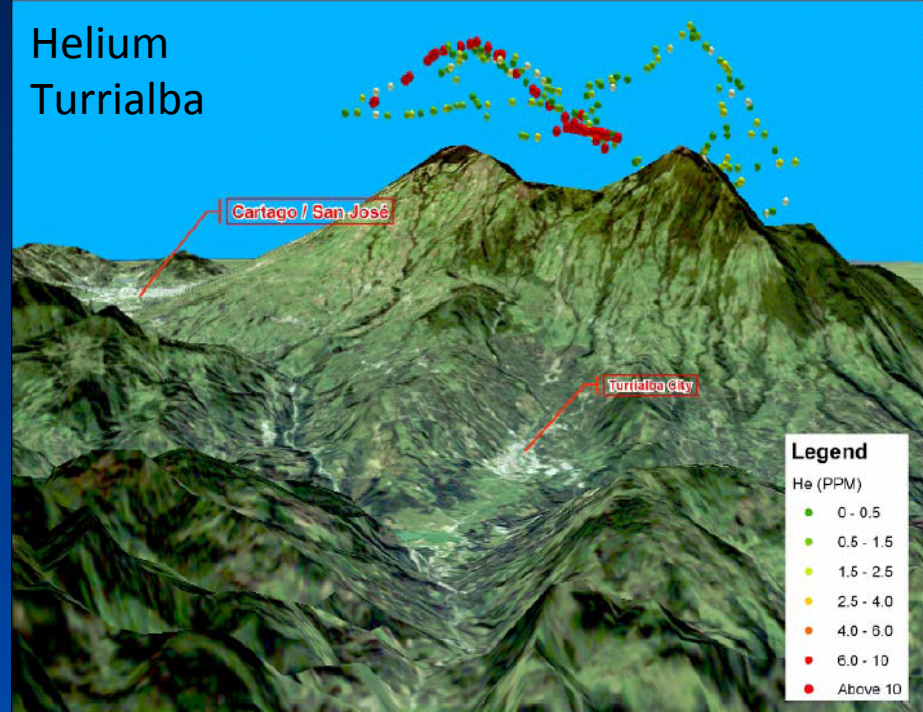 Helium
Turrialba
Cartago / San José
Turrialba City
Legend
He (PPM)
0 - 0.5
0.5 - 1.5
1.5 - 2.5
2.5 - 4.0
4.0 - 6.0
6.0 - 10
Above 10